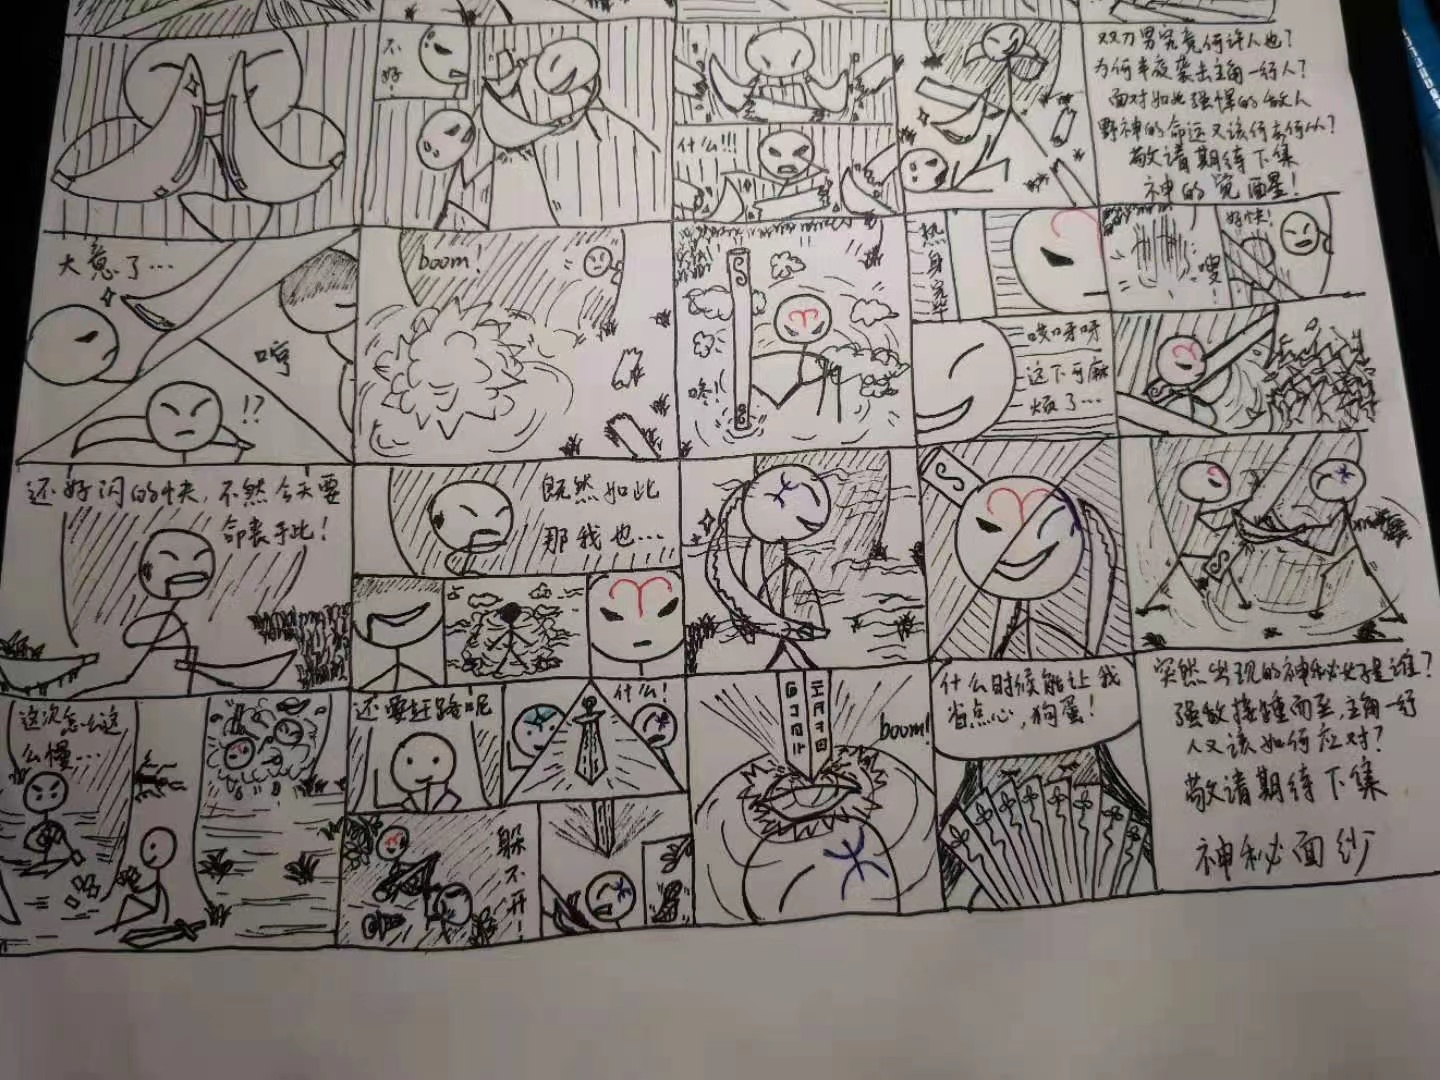 不
好!
什么!!!
双刀男究竟何许人也?
为何半夜袭击主角一行人?
面对如此强悍的敌人
野神的命运又该何去何从?
敬请期待下集
神的觉醒!
大意了...
哼
!?
boom!
咚!!
热
身
完
毕
哎呀呀
这下可麻
烦了...
好快!
嗖!
还好闪的快,不然今天要
命丧于此!
既然如此
那我也...
这次怎么这
么慢...
还要赶路呢
什么!
躲
不
开!
boom!
什么时候能让我
省点心,狗蛋!
突然出现的神秘女子是谁?
强敌接踵而至,主角一行
人又该如何应对?
敬请期待下集
神秘面纱